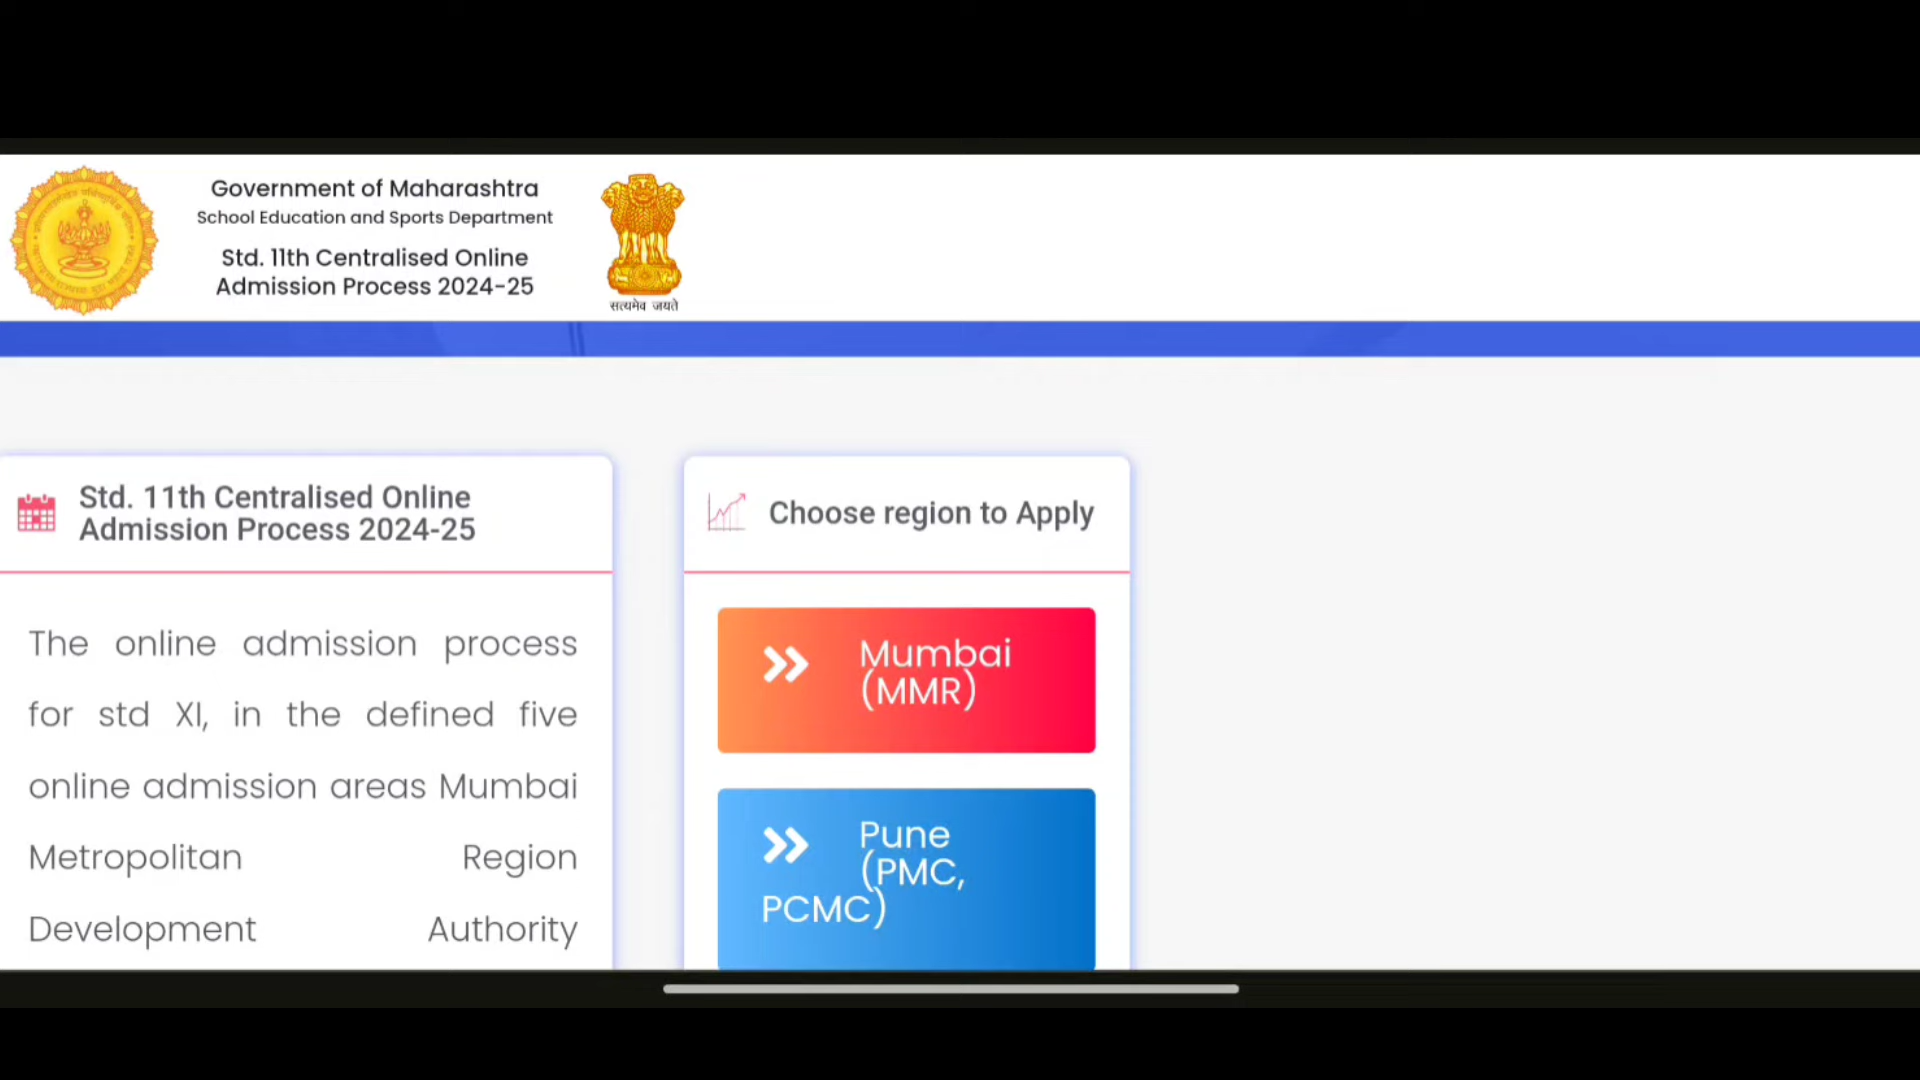 Government of Maharashtra
School Education and Sports Department
Std. 11th Centralised Online
Admission Process 2024-25
सत्यमेव जयते
Std. 11th Centralised Online
Admission Process 2024-25
The online admission process
for std XI, in the defined five
online admission areas Mumbai
Metropolitan Region
Development Authority
Choose region to Apply
Mumbai
(MMR)
Pune
(PMC,
PCMC)